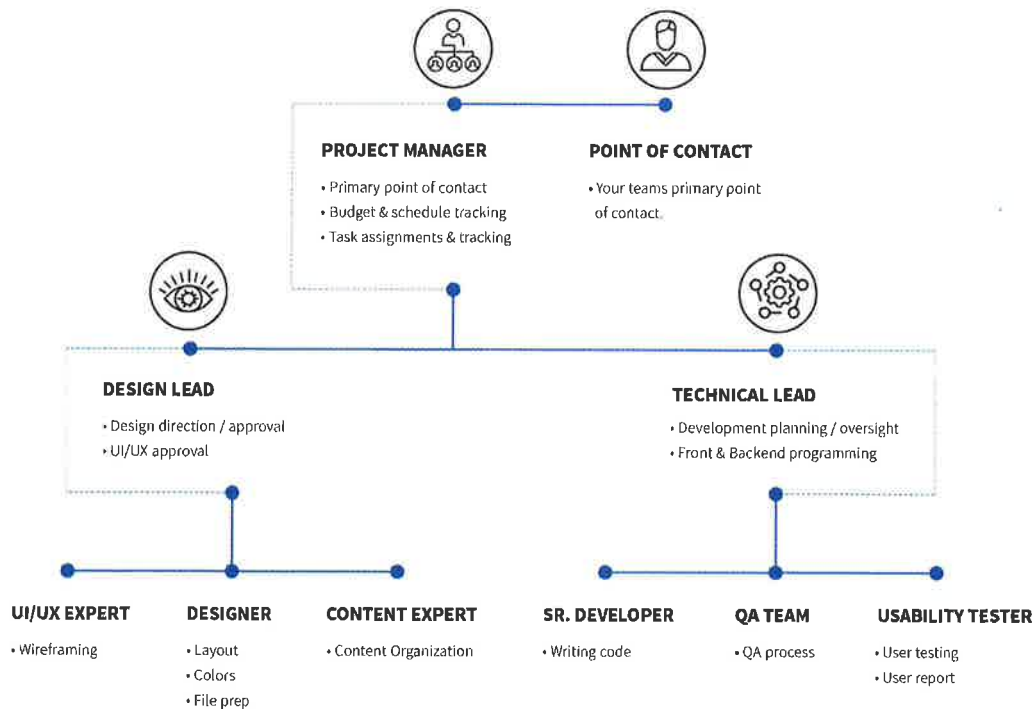 PROJECT MANAGER
• Primary point of contact
• Budget & schedule tracking
• Task assignments & tracking
POINT OF CONTACT
• Your teams primary point
of contact.
DESIGN LEAD
• Design direction / approval
• UI/UX approval
TECHNICAL LEAD
• Development planning / oversight
• Front & Backend programming
UI/UX EXPERT
• Wireframing
DESIGNER
• Layout
• Colors
• File prep
CONTENT EXPERT
• Content Organization
SR. DEVELOPER
• Writing code
QA TEAM
• QA process
USABILITY TESTER
• User testing
• User report